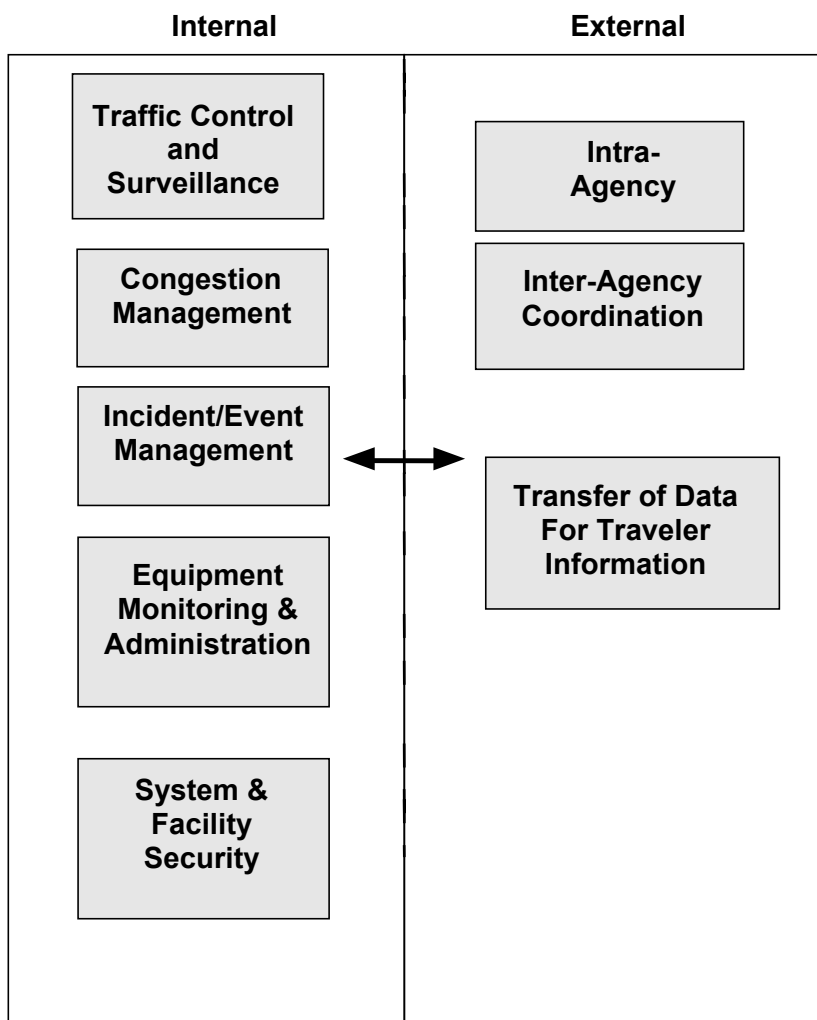 Internal
External
Traffic Control
and
Surveillance
Congestion
Management
Incident/Event
Management
Equipment
Monitoring &
Administration
System &
Facility
Security
Intra-
Agency
Inter-Agency
Coordination
Transfer of Data
For Traveler
Information